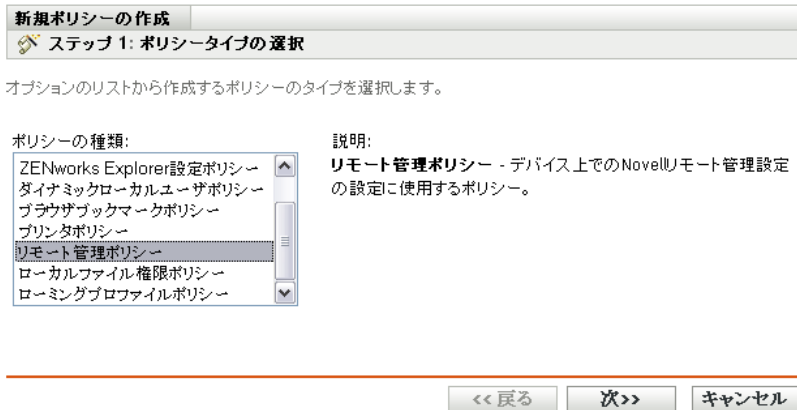 新規ポリシーの作成
ステップ 1: ポリシータイプの選択
オプションのリストから作成するポリシーのタイプを選択します。
ポリシーの種類:
ZENworks Explorer設定ポリシー
ダイナミックローカルユーザポリシー
ブラウザブックマークポリシー
プリンタポリシー
リモート管理ポリシー
ローカルファイル権限ポリシー
ローミングプロファイルポリシー
説明:
リモート管理ポリシー - デバイス上でのNovellリモート管理設定
の設定に使用するポリシー。
<<戻る
次>>
キャンセル